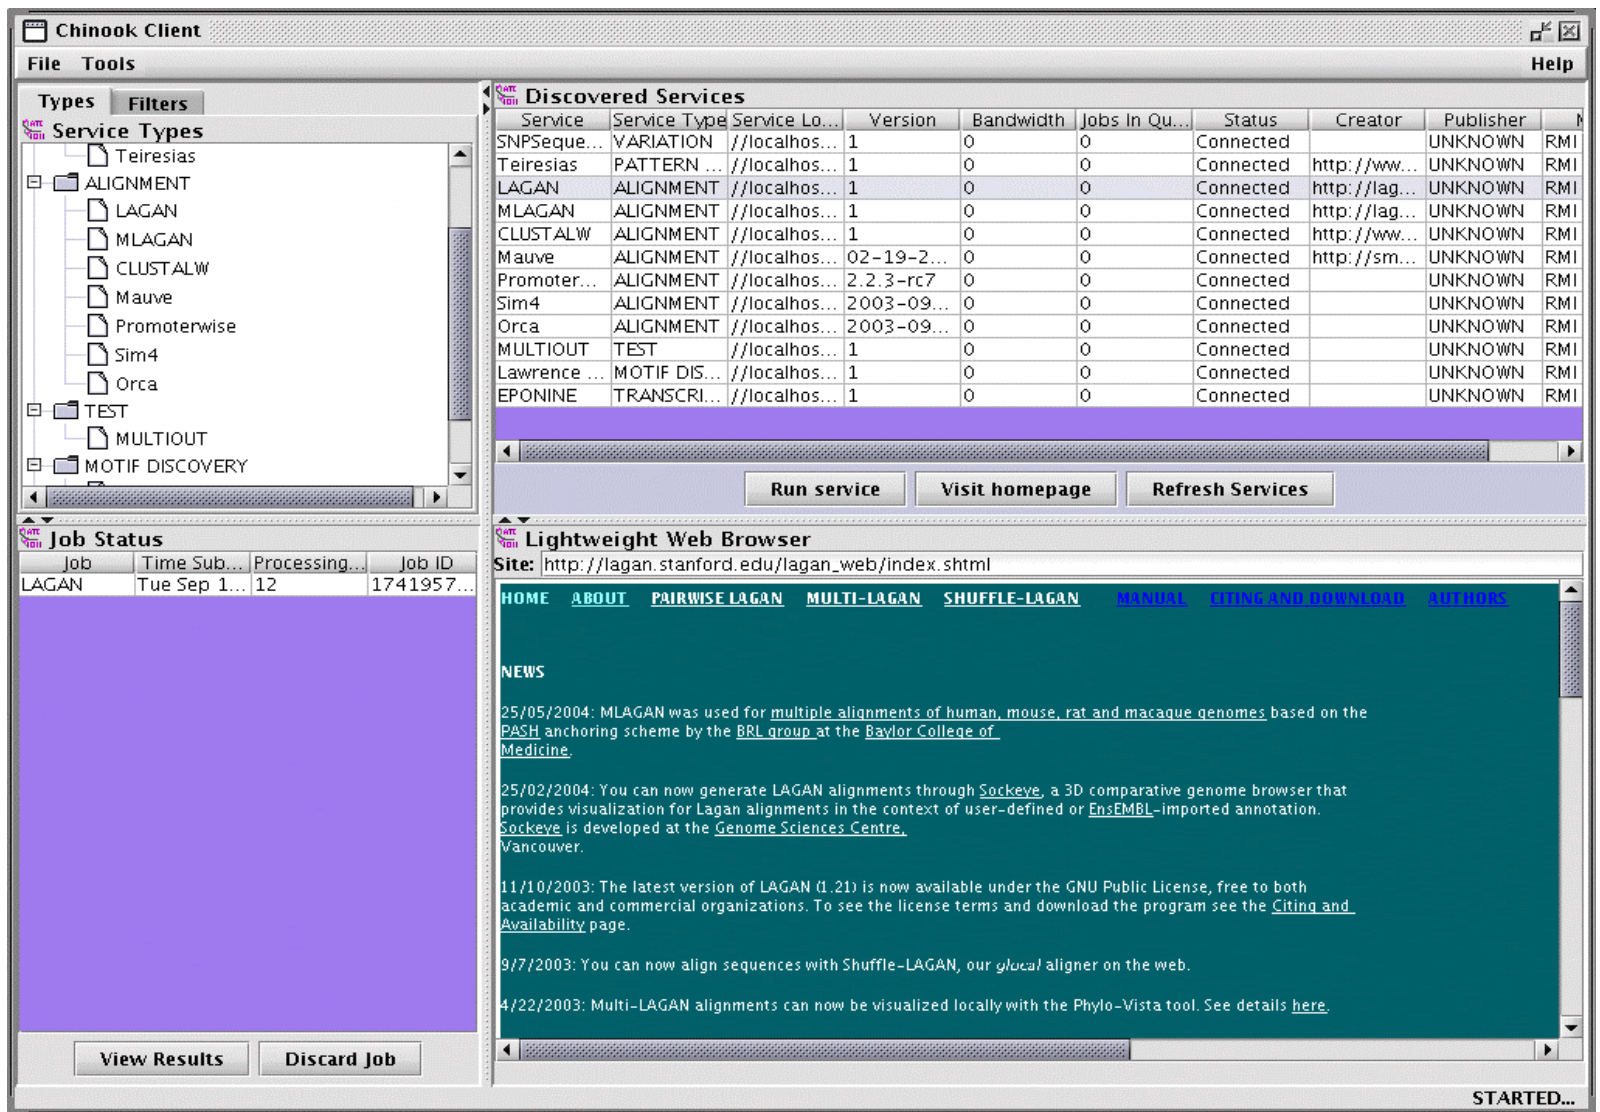 Chinook Client
File Tools Help
Types Filters
Service Types
Teiresias
ALIGNMENT
LAGAN
MLAGAN
CLUSTALW
Mauve
Promoterwise
Sim4
Orca
TEST
MULTIOUT
MOTIF DISCOVERY
Discovered Services
Service Service Type Service Lo... Version Bandwidth Jobs In Qu... Status Creator Publisher
SNPSeque... VARIATION //localhos... 1 0 0 Connected UNKNOWN RMI
Teiresias PATTERN ... //localhos... 1 0 0 Connected http://ww... UNKNOWN RMI
LAGAN ALIGNMENT //localhos... 1 0 0 Connected http://lag... UNKNOWN RMI
MLAGAN ALIGNMENT //localhos... 1 0 0 Connected http://lag... UNKNOWN RMI
CLUSTALW ALIGNMENT //localhos... 1 0 0 Connected http://ww... UNKNOWN RMI
Mauve ALIGNMENT //localhos... 02-19-2... 0 0 Connected http://sm... UNKNOWN RMI
Promoter... ALIGNMENT //localhos... 2.2.3-rc7 0 0 Connected UNKNOWN RMI
Sim4 ALIGNMENT //localhos... 2003-09... 0 0 Connected UNKNOWN RMI
Orca ALIGNMENT //localhos... 2003-09... 0 0 Connected UNKNOWN RMI
MULTIOUT TEST //localhos... 1 0 0 Connected UNKNOWN RMI
Lawrence ... MOTIF DIS... //localhos... 1 0 0 Connected UNKNOWN RMI
EPONINE TRANSCRI... //localhos... 1 0 0 Connected UNKNOWN RMI
Run service Visit homepage Refresh Services
Job Status
Job Time Sub... Processing... Job ID
LAGAN Tue Sep 1... 12 1741957...
View Results Discard Job
Lightweight Web Browser
Site: http://lagan.stanford.edu/lagan_web/index.shtml
HOME ABOUT PAIRWISE LAGAN MULTI-LAGAN SHUFFLE-LAGAN MANUAL CITING AND DOWNLOAD AUTHORS
NEWS
25/05/2004: MLAGAN was used for multiple alignments of human, mouse, rat and macaque genomes based on the
PASH anchoring scheme by the BRL group at the Baylor College of
Medicine.
25/02/2004: You can now generate LAGAN alignments through Sockeye, a 3D comparative genome browser that
provides visualization for Lagan alignments in the context of user-defined or EnsEMBL-imported annotation.
Sockeye is developed at the Genome Sciences Centre,
Vancouver.
11/10/2003: The latest version of LAGAN (1.21) is now available under the GNU Public License, free to both
academic and commercial organizations. To see the license terms and download the program see the Citing and
Availability page.
9/7/2003: You can now align sequences with Shuffle-LAGAN, our glocal aligner on the web.
4/22/2003: Multi-LAGAN alignments can now be visualized locally with the Phylo-Vista tool. See details here.
STARTED...